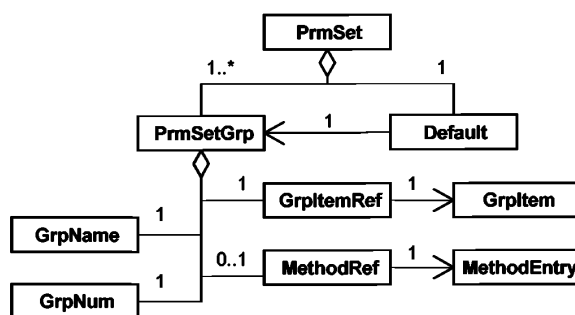 PrmSet
1..*
1
PrmSetGrp
1
Default
1
GrpItemRef
1
GrpItem
GrpName
1
0..1
MethodRef
1
MethodEntry
GrpNum
1